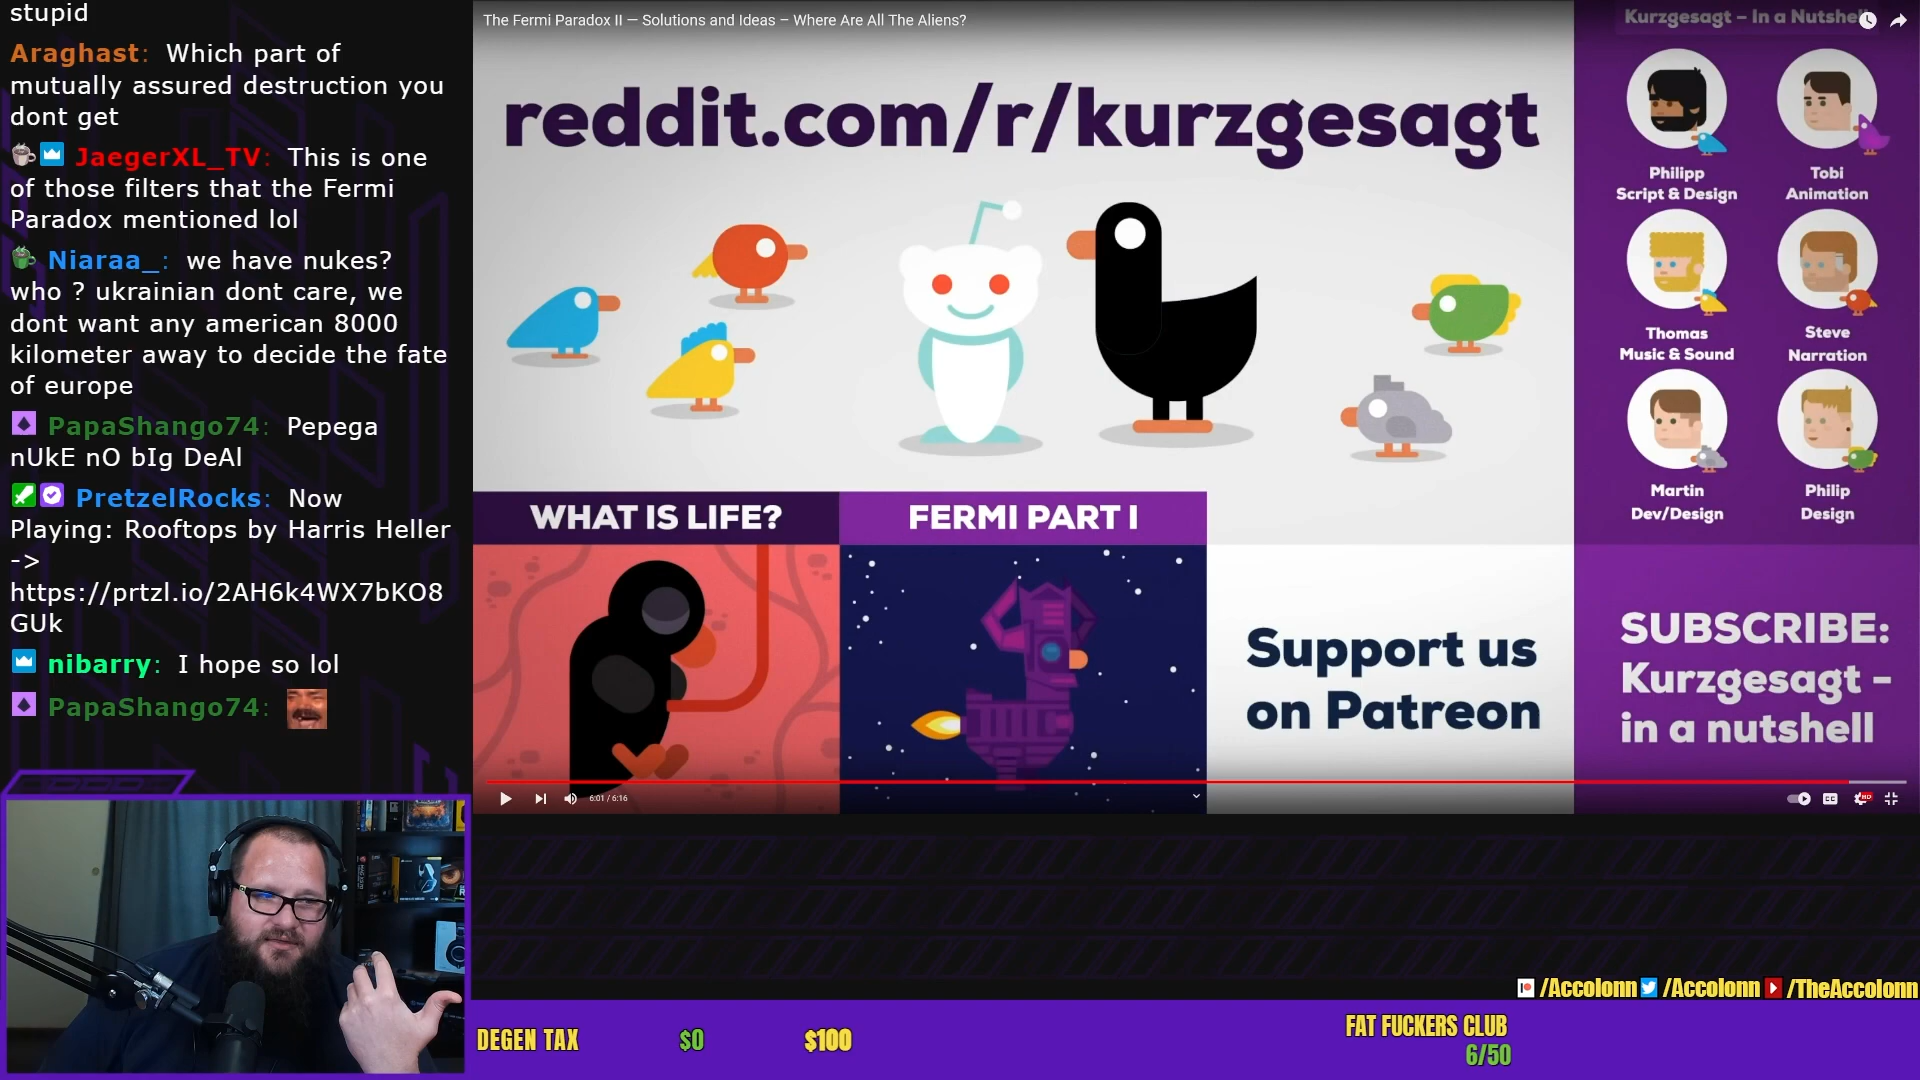 stupid
Araghast: Which part of
mutually assured destruction you
dont get
JaegerXL_TV: This is one
of those filters that the Fermi
Paradox mentioned lol
Niaraa_: we have nukes?
who ? ukrainian dont care, we
dont want any american 8000
kilometer away to decide the fate
of europe
PapaShango74: Pepega
nUkE nO bIg DeAl
PretzelRocks: Now
Playing: Rooftops by Harris Heller
->
https://prtzl.io/2AH6k4WX7bKO8
GUk
nibarry: I hope so lol
PapaShango74:
The Fermi Paradox II — Solutions and Ideas – Where Are All The Aliens?
reddit.com/r/kurzgesagt
WHAT IS LIFE?
FERMI PART I
Support us
on Patreon
6:01 / 6:16
Kurzgesagt – In a Nutshell
Philipp
Script & Design
Tobi
Animation
Thomas
Music & Sound
Steve
Narration
Martin
Dev/Design
Philip
Design
SUBSCRIBE:
Kurzgesagt –
in a nutshell
CC
HD
/Accolonn /Accolonn /TheAccolonn
DEGEN TAX $0 $100
FAT FUCKERS CLUB
6/50